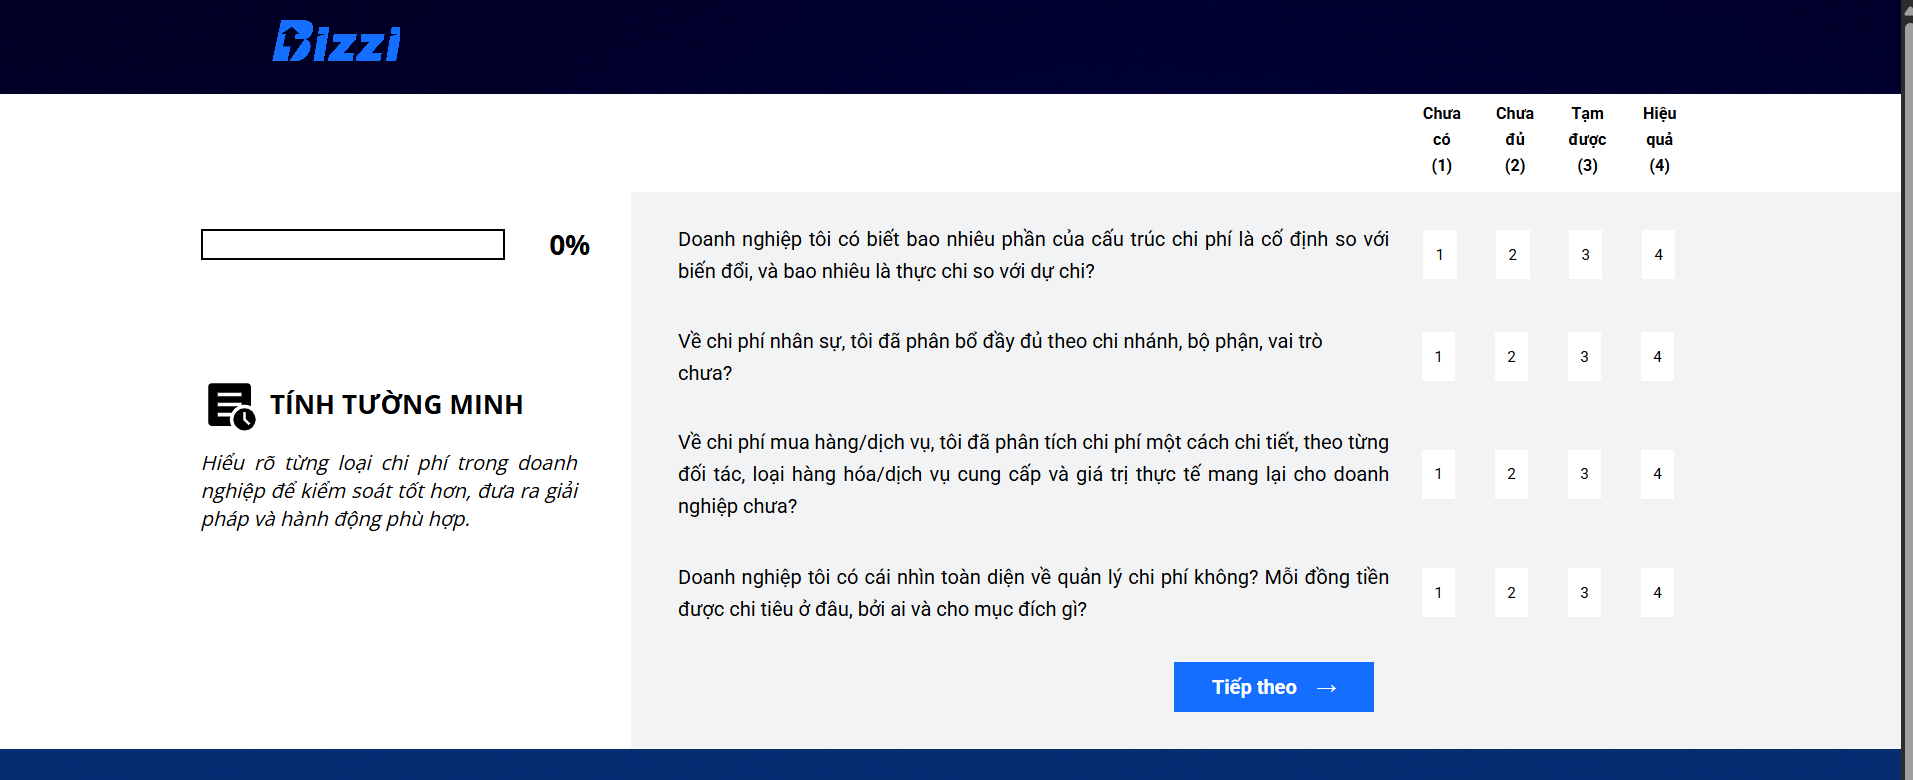 Bizzi
Chưa Chưa Tạm Hiệu
có đủ được quả
(1) (2) (3) (4)
0%
TÍNH TƯỜNG MINH
Hiểu rõ từng loại chi phí trong doanh
nghiệp để kiểm soát tốt hơn, đưa ra giải
pháp và hành động phù hợp.
Doanh nghiệp tôi có biết bao nhiêu phần của cấu trúc chi phí là cố định so với
biến đổi, và bao nhiêu là thực chi so với dự chi?
1 2 3 4
Về chi phí nhân sự, tôi đã phân bổ đầy đủ theo chi nhánh, bộ phận, vai trò
chưa?
1 2 3 4
Về chi phí mua hàng/dịch vụ, tôi đã phân tích chi phí một cách chi tiết, theo từng
đối tác, loại hàng hóa/dịch vụ cung cấp và giá trị thực tế mang lại cho doanh
nghiệp chưa?
1 2 3 4
Doanh nghiệp tôi có cái nhìn toàn diện về quản lý chi phí không? Mỗi đồng tiền
được chi tiêu ở đâu, bởi ai và cho mục đích gì?
1 2 3 4
Tiếp theo →